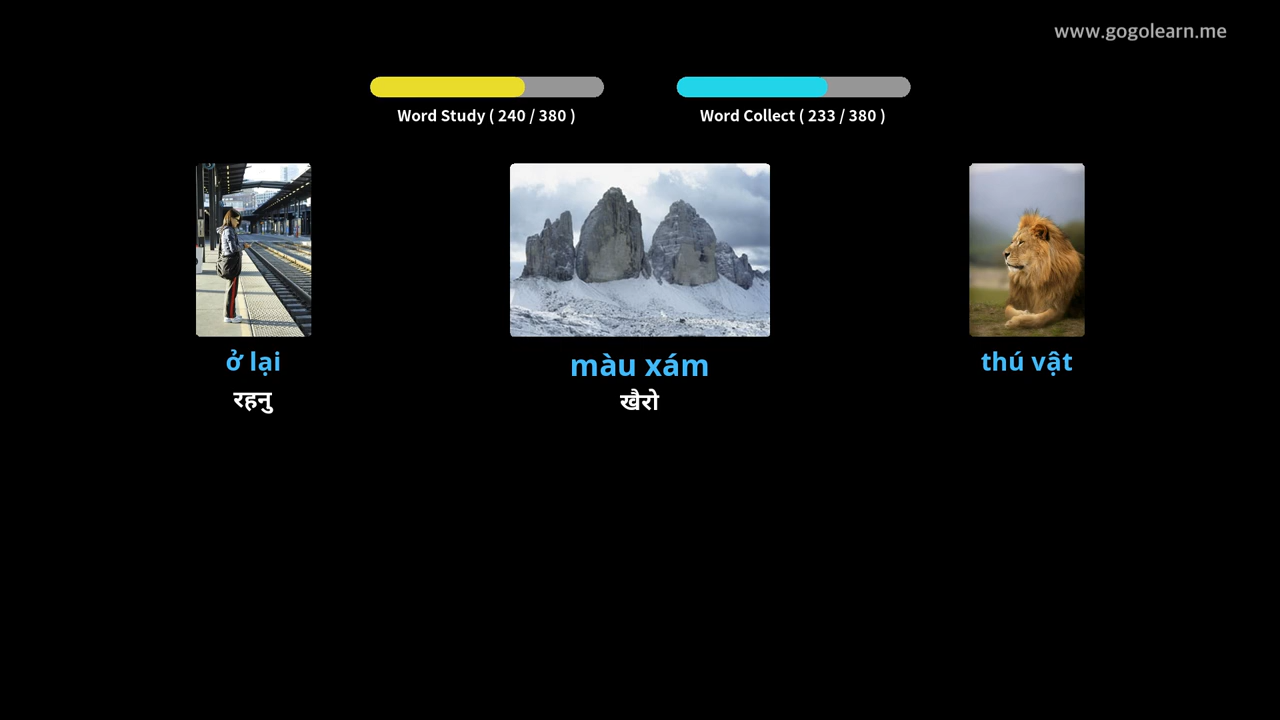 www.gogolearn.me
Word Study ( 240 / 380 )
Word Collect ( 233 / 380 )
ở lại
रहनु
màu xám
खैरो
thú vật